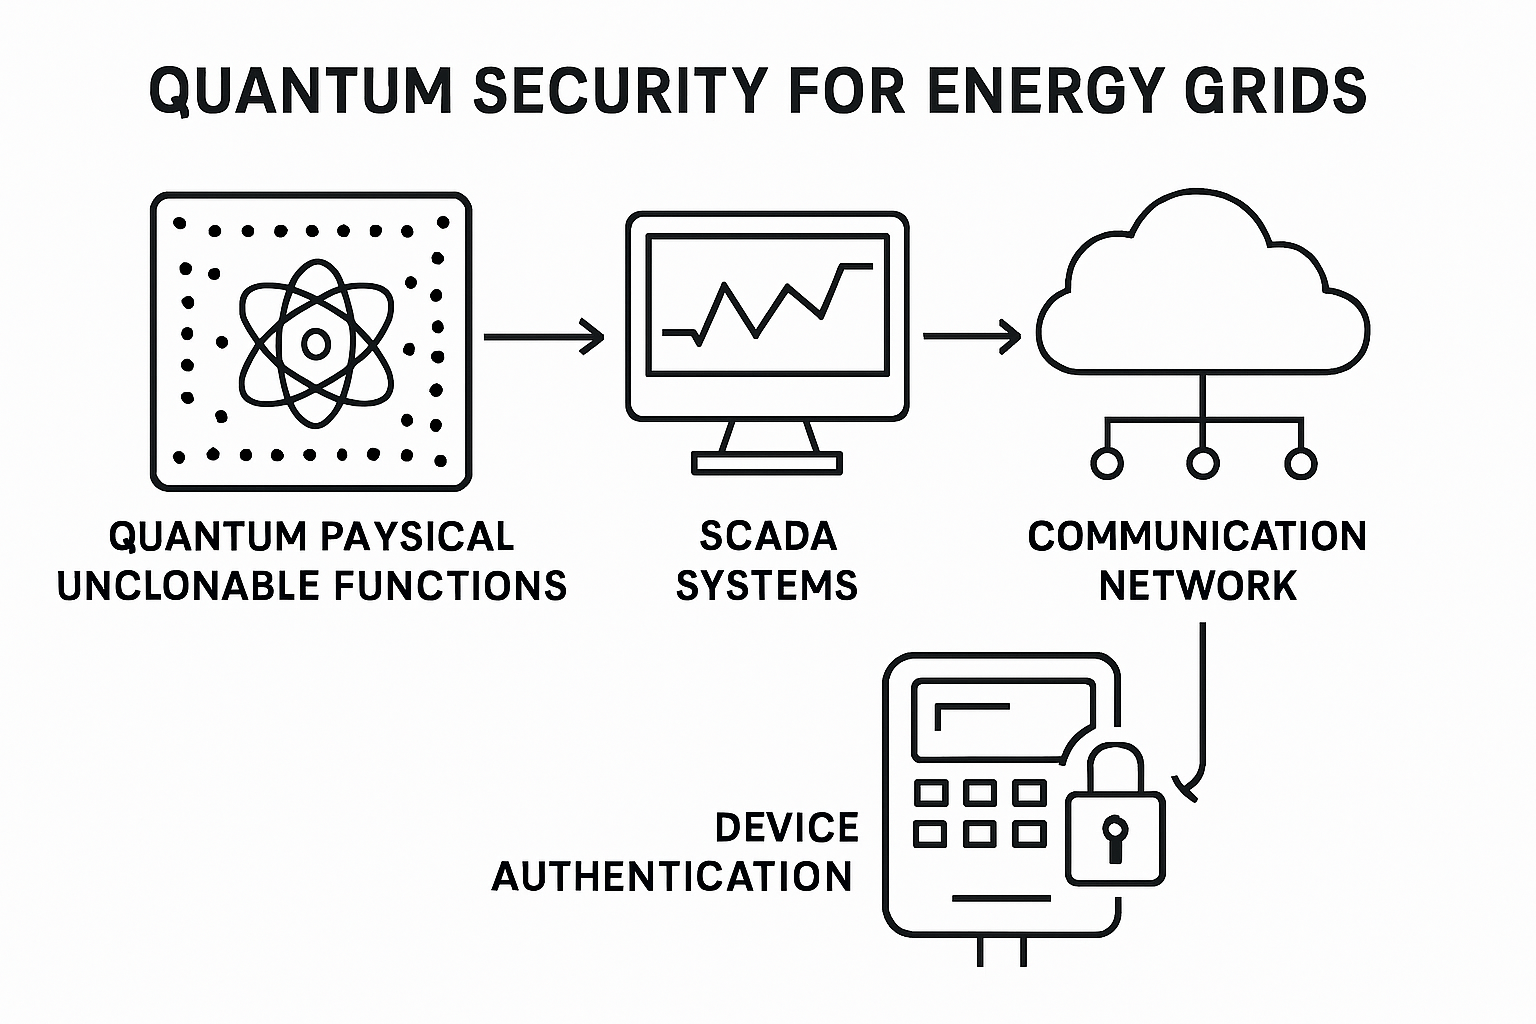 QUANTUM SECURITY FOR ENERGY GRIDS
QUANTUM PAYSICAL
UNCLONABLE FUNCTIONS
SCADA
SYSTEMS
COMMUNICATION
NETWORK
DEVICE
AUTHENTICATION